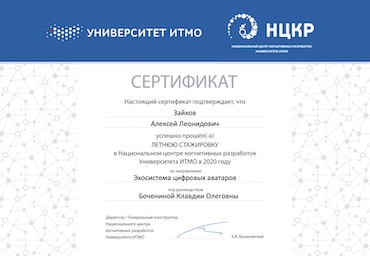 УНИВЕРСИТЕТ ИТМО
НЦКР
НАЦИОНАЛЬНЫЙ ЦЕНТР КОГНИТИВНЫХ РАЗРАБОТОК
УНИВЕРСИТЕТА ИТМО
СЕРТИФИКАТ
Настоящий сертификат подтверждает, что
Зайков
Алексей Леонидович
успешно прошёл(-а)
ЛЕТНЮЮ СТАЖИРОВКУ
в Национальном центре когнитивных разработок
Университета ИТМО в 2020 году
по направлению
Экосистема цифровых аватаров
под руководством
Бочениной Клавдии Олеговны
Директор / Генеральный конструктор
Национального центра
когнитивных разработок
Университета ИТМО
А.В. Бухановский